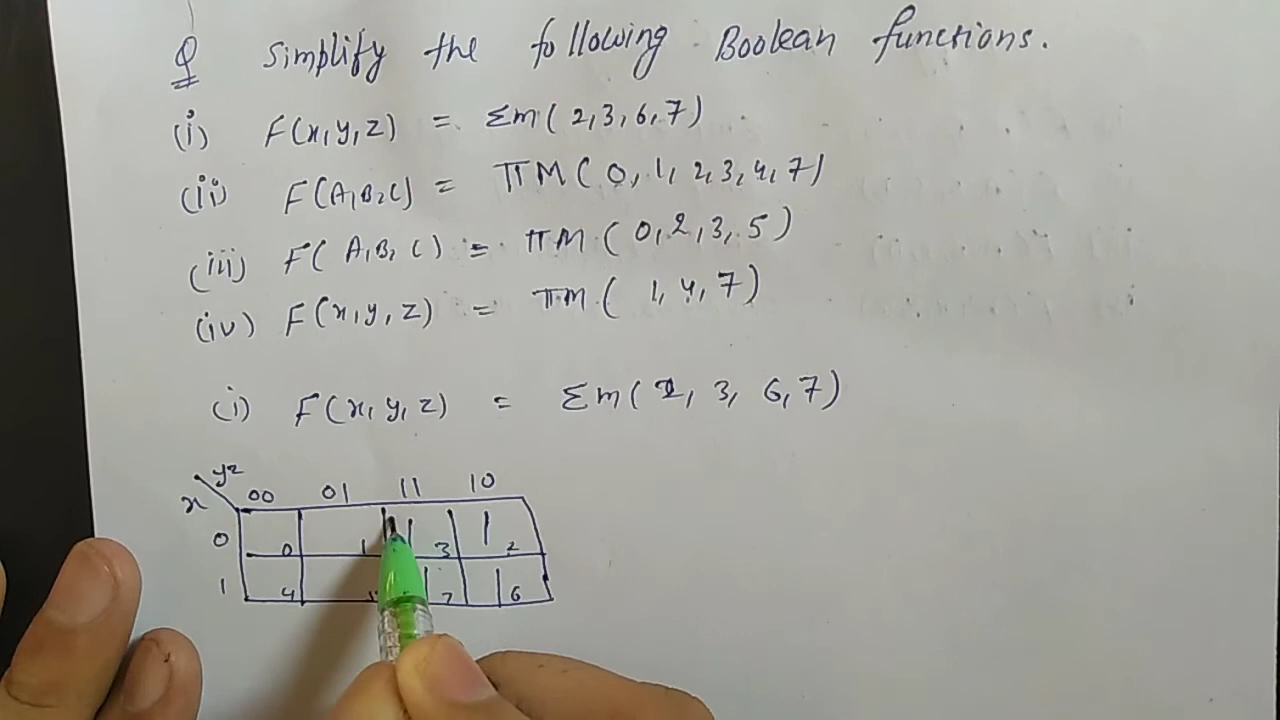 Q Simplify the following Boolean functions.
(i) F(x,y,z) = Σm(2,3,6,7)
(ii) F(A,B,C) = πM(0,1,2,3,4,7)
(iii) F(A,B,C) = πM(0,2,3,5)
(iv) F(x,y,z) = πM(1,4,7)
(i) F(x,y,z) = Σm(2,3,6,7)
yz
x 00 01 11 10
0 0 1 1 3 1 2
1 4 1 7 1 6